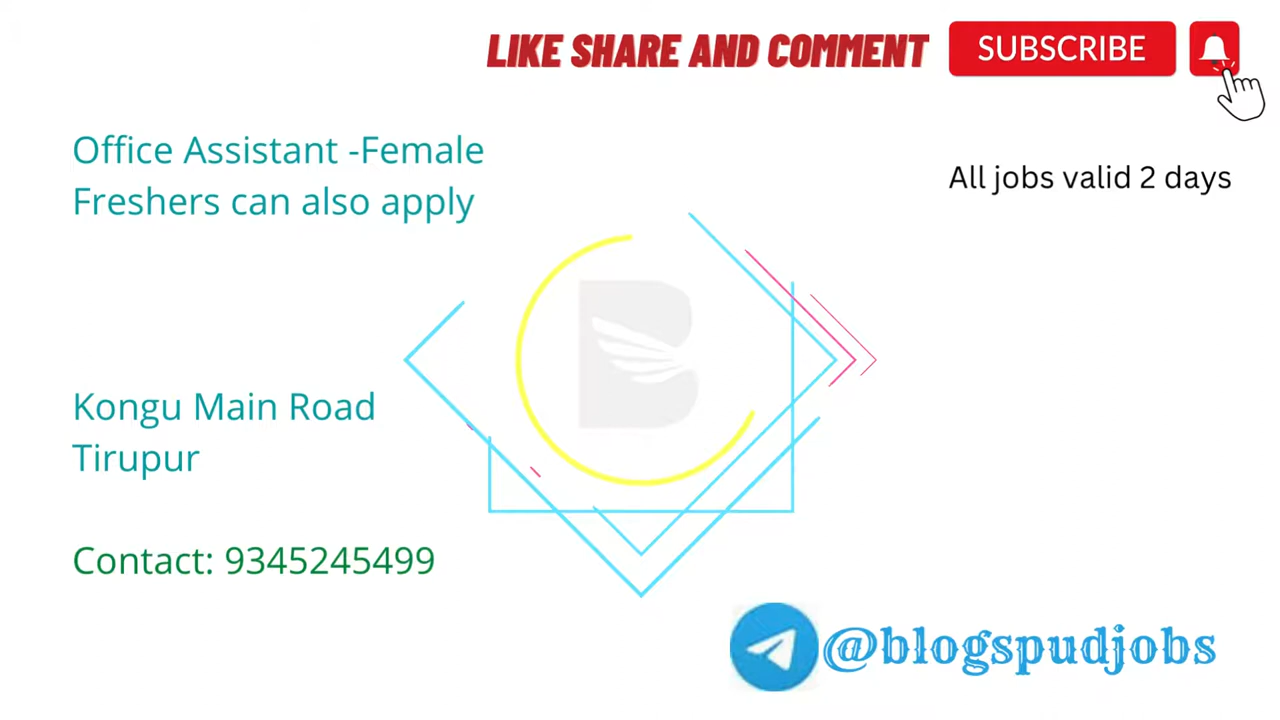 LIKE SHARE AND COMMENT
SUBSCRIBE
Office Assistant -Female
Freshers can also apply
All jobs valid 2 days
B
Kongu Main Road
Tirupur
Contact: 9345245499
@blogspudjobs